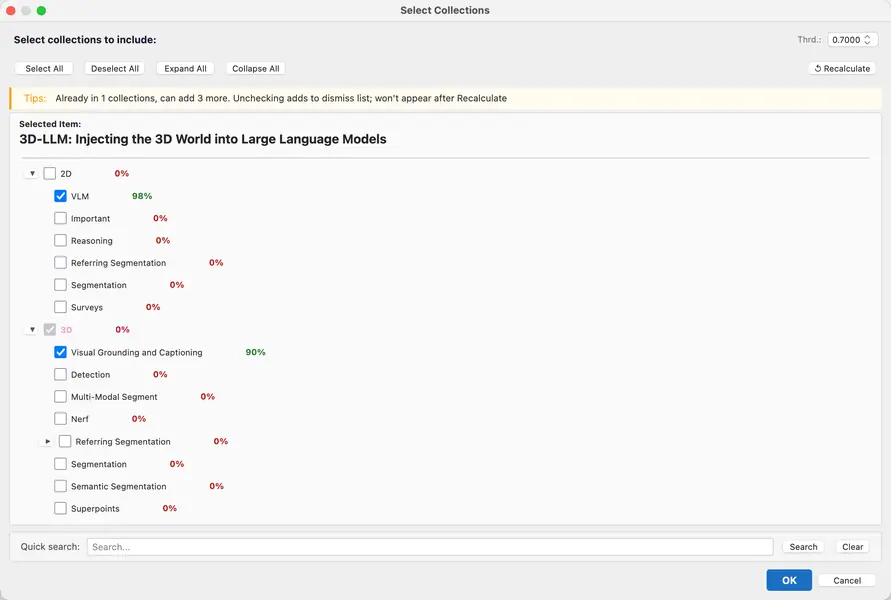 Select Collections
Select collections to include:
Thrd.: 0.7000
Select All Deselect All Expand All Collapse All Recalculate
Tips: Already in 1 collections, can add 3 more. Unchecking adds to dismiss list; won't appear after Recalculate
Selected Item:
3D-LLM: Injecting the 3D World into Large Language Models
2D 0%
VLM 98%
Important 0%
Reasoning 0%
Referring Segmentation 0%
Segmentation 0%
Surveys 0%
3D 0%
Visual Grounding and Captioning 90%
Detection 0%
Multi-Modal Segment 0%
Nerf 0%
Referring Segmentation 0%
Segmentation 0%
Semantic Segmentation 0%
Superpoints 0%
Quick search: Search... Search Clear
OK Cancel